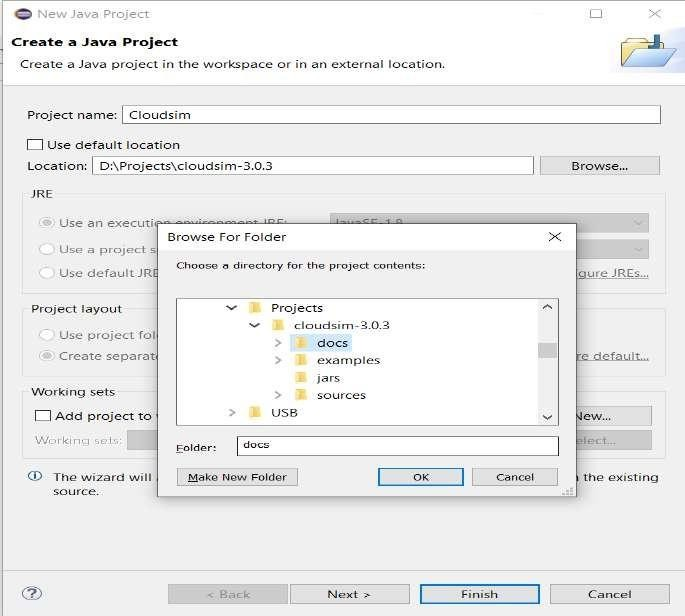 New Java Project
Create a Java Project
Create a Java project in the workspace or in an external location.
Project name: Cloudsim
Use default location
Location: D:\Projects\cloudsim-3.0.3 Browse...
JRE
Use an execution environment JRE: JavaSE-1.8
Use a project s
Use default JRE gure JREs...
Browse For Folder
Choose a directory for the project contents:
Projects
cloudsim-3.0.3
docs
examples
jars
sources
USB
Folder: docs
Make New Folder OK Cancel
Project layout
Use project fol
Create separat re default...
Working sets
Add project to New...
Working sets: elect...
The wizard will n the existing
source.
< Back Next > Finish Cancel